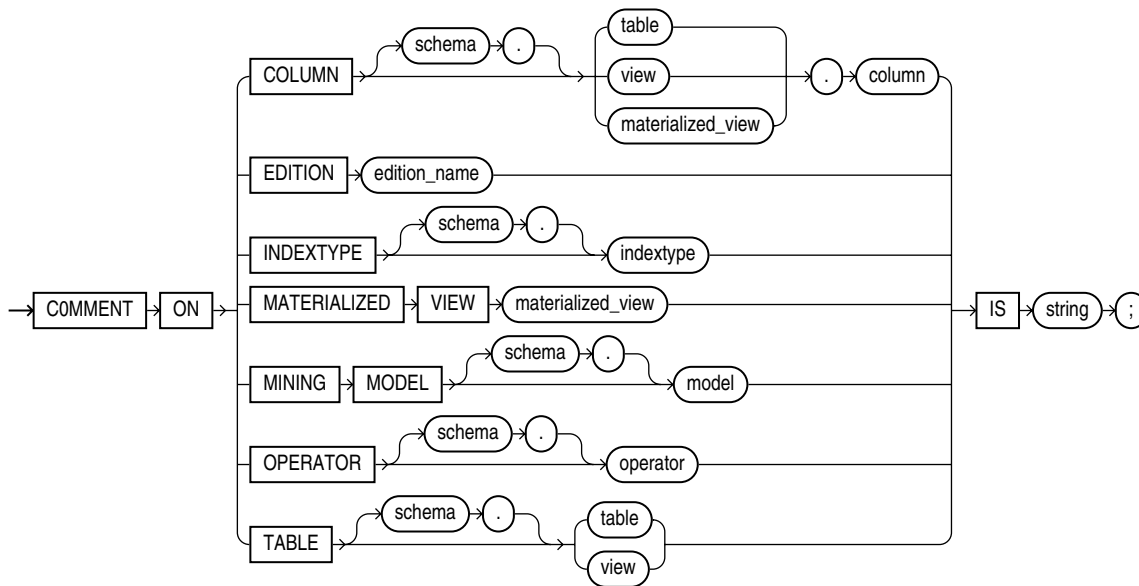 schema .
table
COLUMN
view
. column
materialized_view
EDITION edition_name
schema .
INDEXTYPE
indextype
C0MMENT ON
MATERIALIZED VIEW materialized_view
IS string ;
schema .
MINING MODEL
model
schema .
OPERATOR
operator
schema .
table
TABLE
view